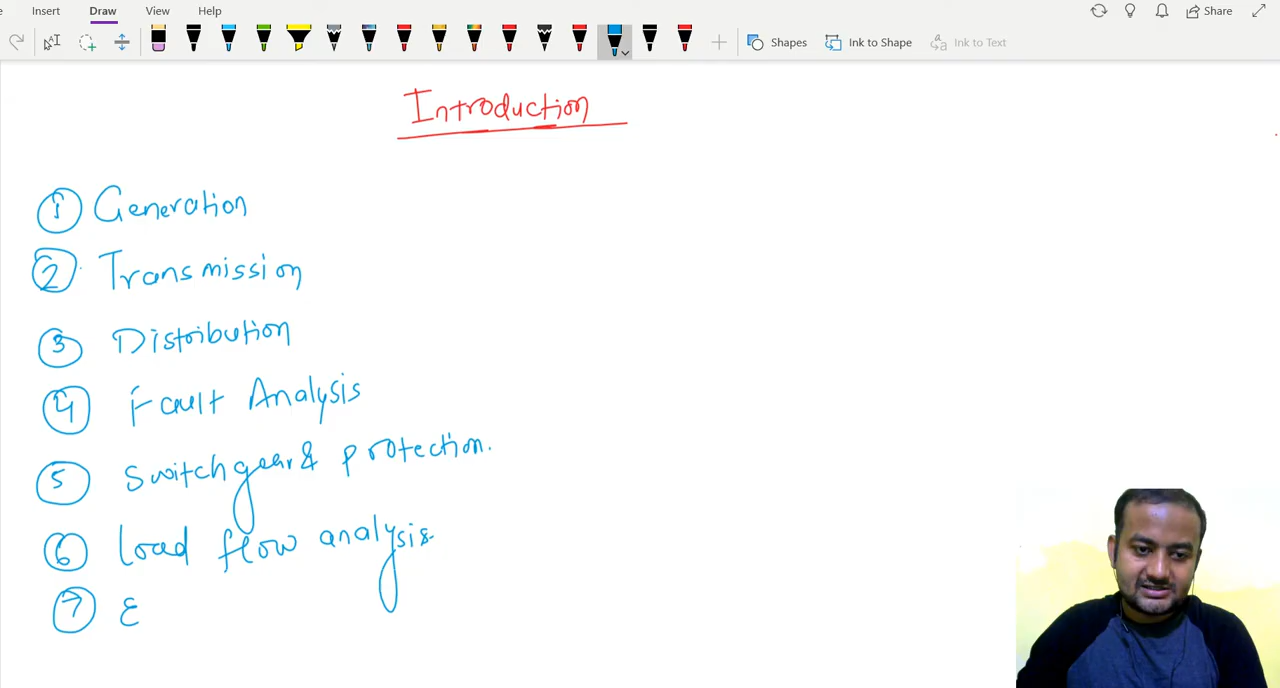 Insert Draw View Help Share
Shapes Ink to Shape Ink to Text
Introduction
1 Generation
2 Transmission
3 Distribution
4 Fault Analysis
5 Switchgear & protection.
6 Load flow analysis
7 E